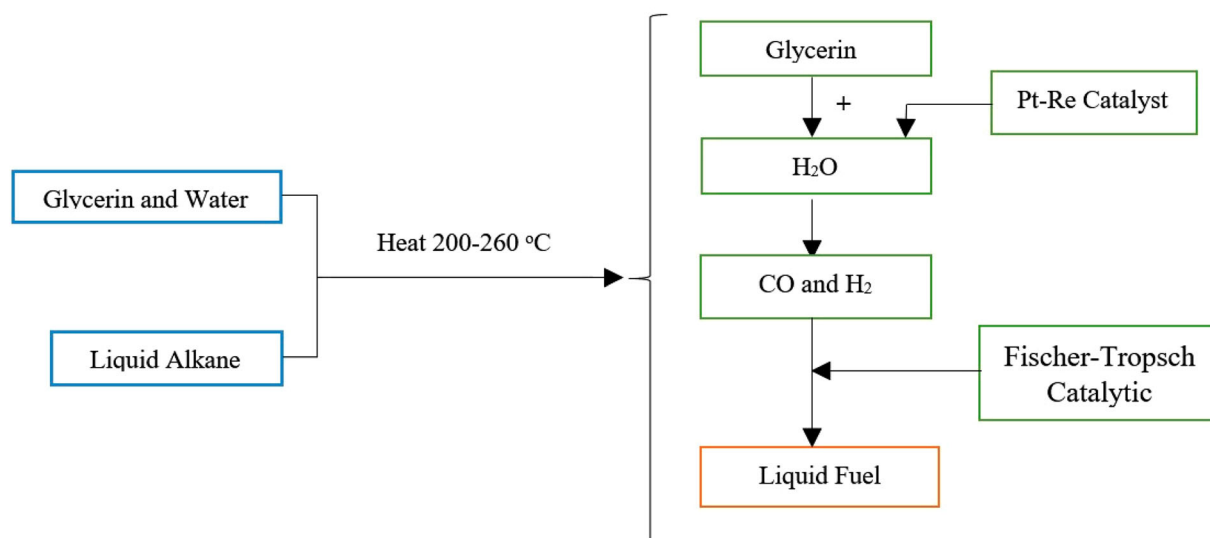 Glycerin
+
Pt-Re Catalyst
H₂O
Glycerin and Water
Heat 200-260 °C
CO and H₂
Liquid Alkane
Fischer-Tropsch
Catalytic
Liquid Fuel